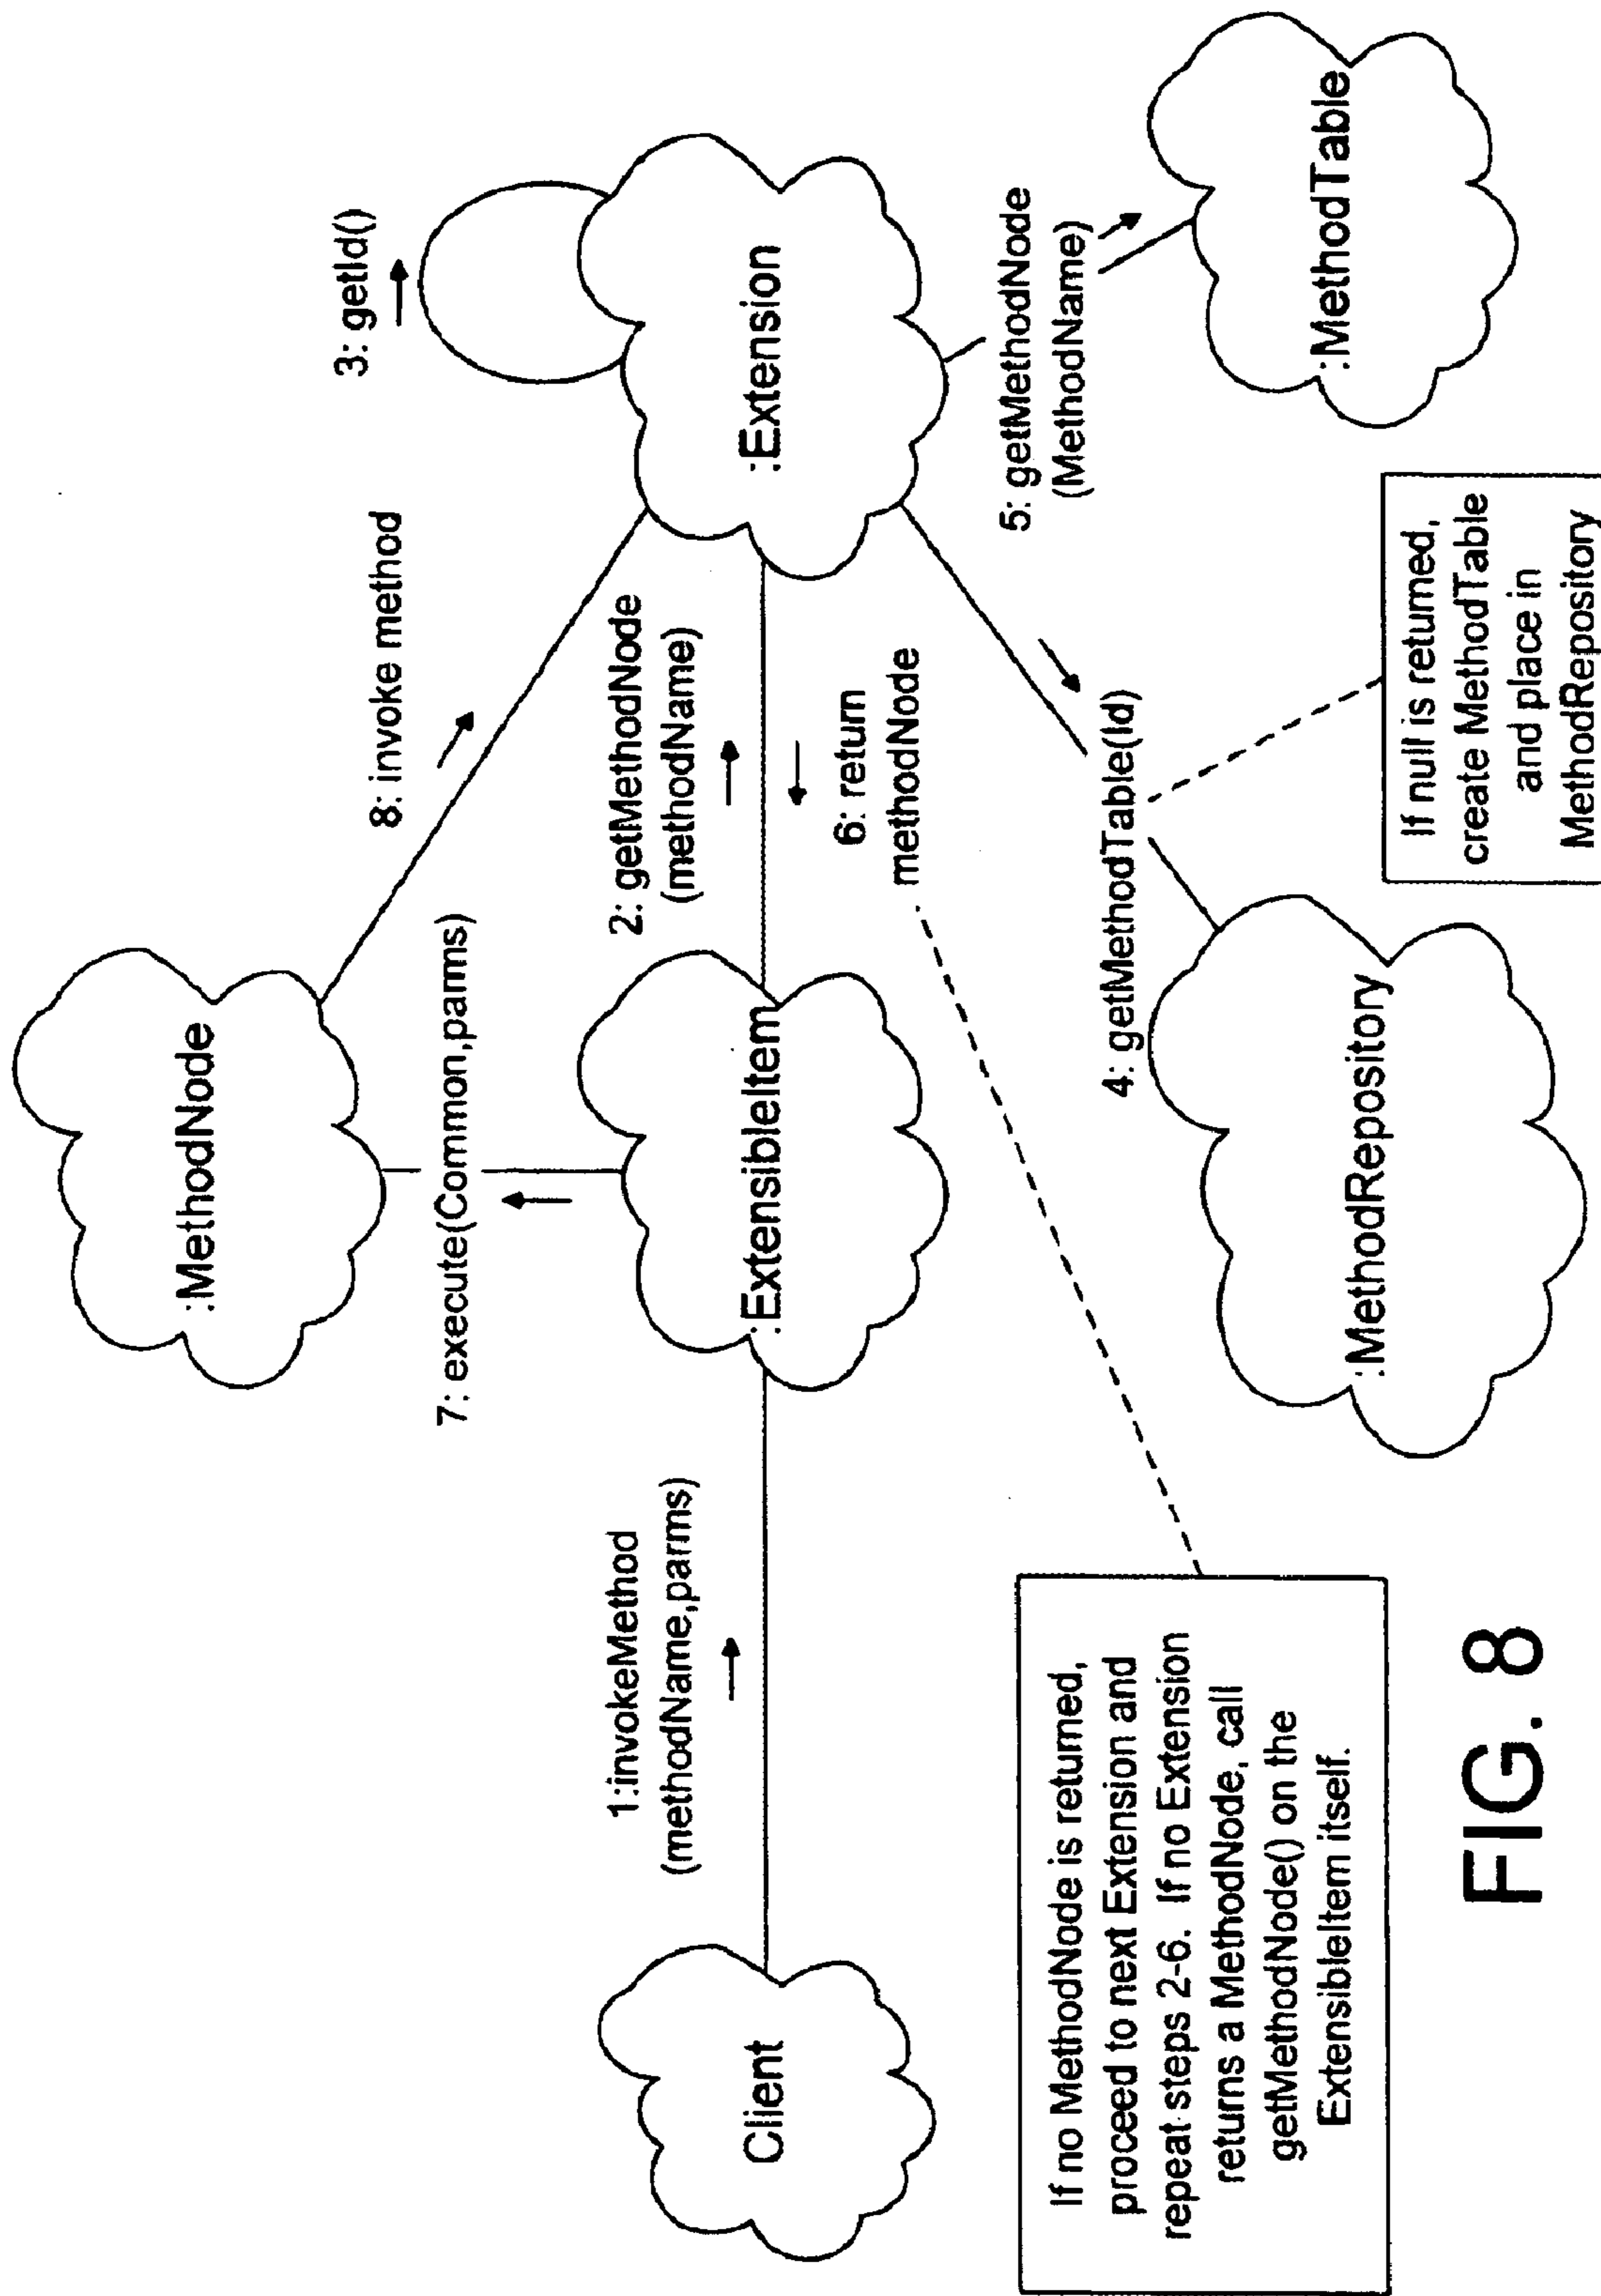 :MethodNode
3: getId()
8: invoke method
7: execute(Common,parms)
1:invokeMethod
(methodName,parms)
2: getMethodNode
(methodName)
Client
:ExtensibleItem
:Extension
6: return
methodNode
5: getMethodNode
(MethodName)
4: getMethodTable(Id)
If no MethodNode is returned,
proceed to next Extension and
repeat steps 2-6. If no Extension
returns a MethodNode, call
getMethodNode() on the
ExtensibleItem itself.
:MethodRepository
:MethodTable
If null is returned,
create MethodTable
and place in
MethodRepository
FIG. 8